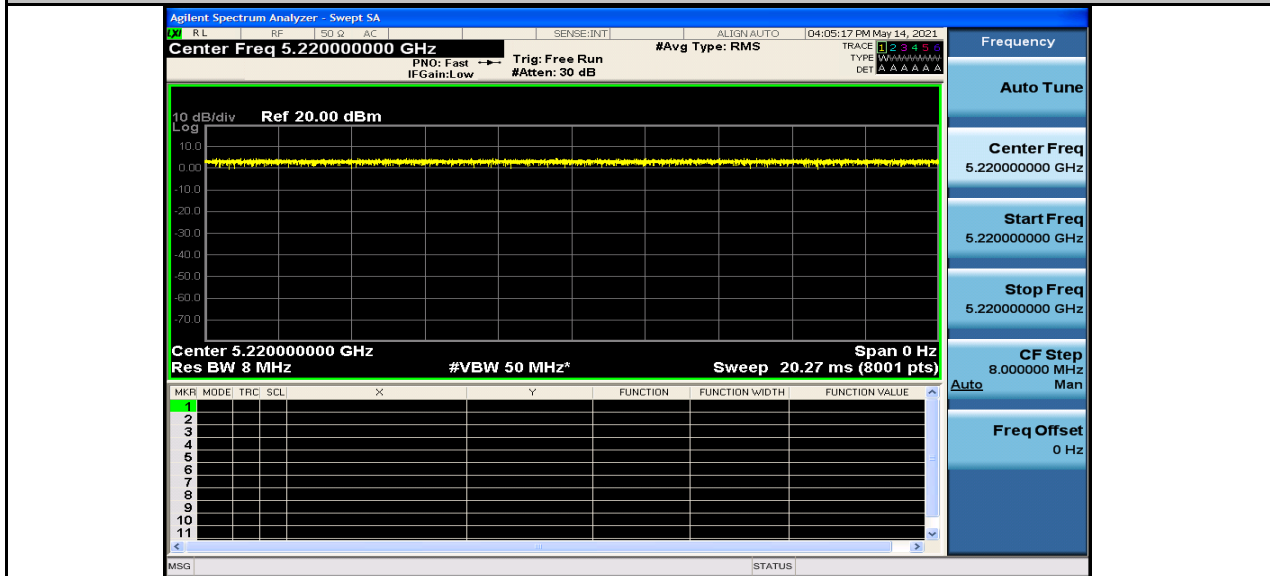 Agilent Spectrum Analyzer - Swept SA
LXI RL RF 50 Ω AC SENSE:INT ALIGN AUTO 04:05:17 PM May 14, 2021
Center Freq 5.220000000 GHz #Avg Type: RMS TRACE 1 2 3 4 5 6
PNO: Fast Trig: Free Run TYPE
IFGain:Low #Atten: 30 dB DET A A A A A A
10 dB/div Ref 20.00 dBm
Log
10.0
0.00
-10.0
-20.0
-30.0
-40.0
-50.0
-60.0
-70.0
Center 5.220000000 GHz Span 0 Hz
Res BW 8 MHz #VBW 50 MHz* Sweep 20.27 ms (8001 pts)
MKR MODE TRC SCL X Y FUNCTION FUNCTION WIDTH FUNCTION VALUE
1
2
3
4
5
6
7
8
9
10
11
MSG STATUS
Frequency
Auto Tune
Center Freq
5.220000000 GHz
Start Freq
5.220000000 GHz
Stop Freq
5.220000000 GHz
CF Step
8.000000 MHz
Auto Man
Freq Offset
0 Hz